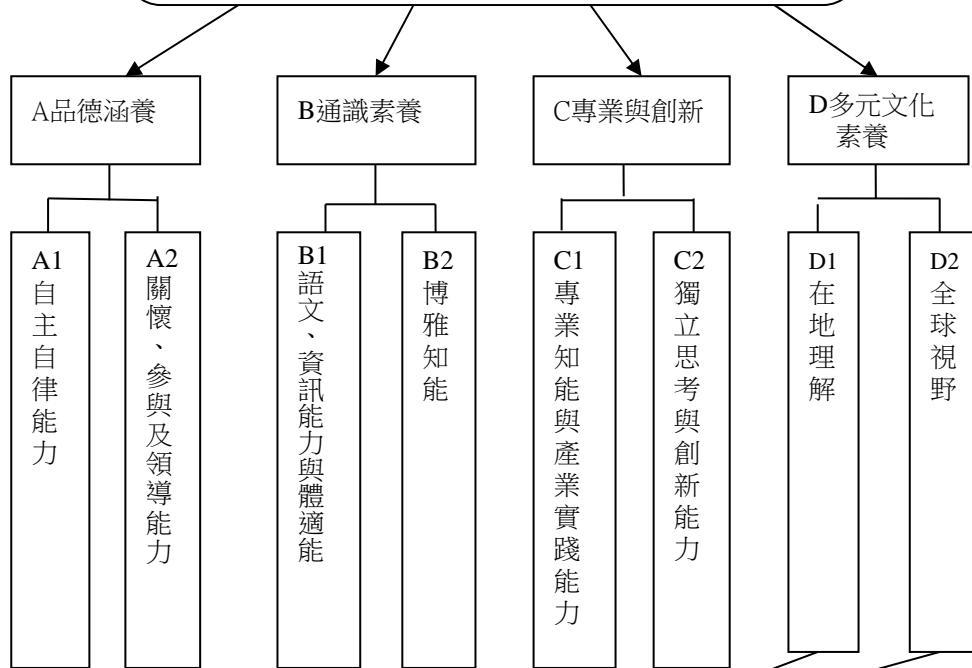 A品德涵養
B通識素養
C專業與創新
D多元文化
素養
A1
自主自律能力
A2
關懷、參與及領導能力
B1
語文、資訊能力與體適能
B2
博雅知能
C1
專業知能與產業實踐能力
C2
獨立思考與創新能力
D1
在地理解
D2
全球視野